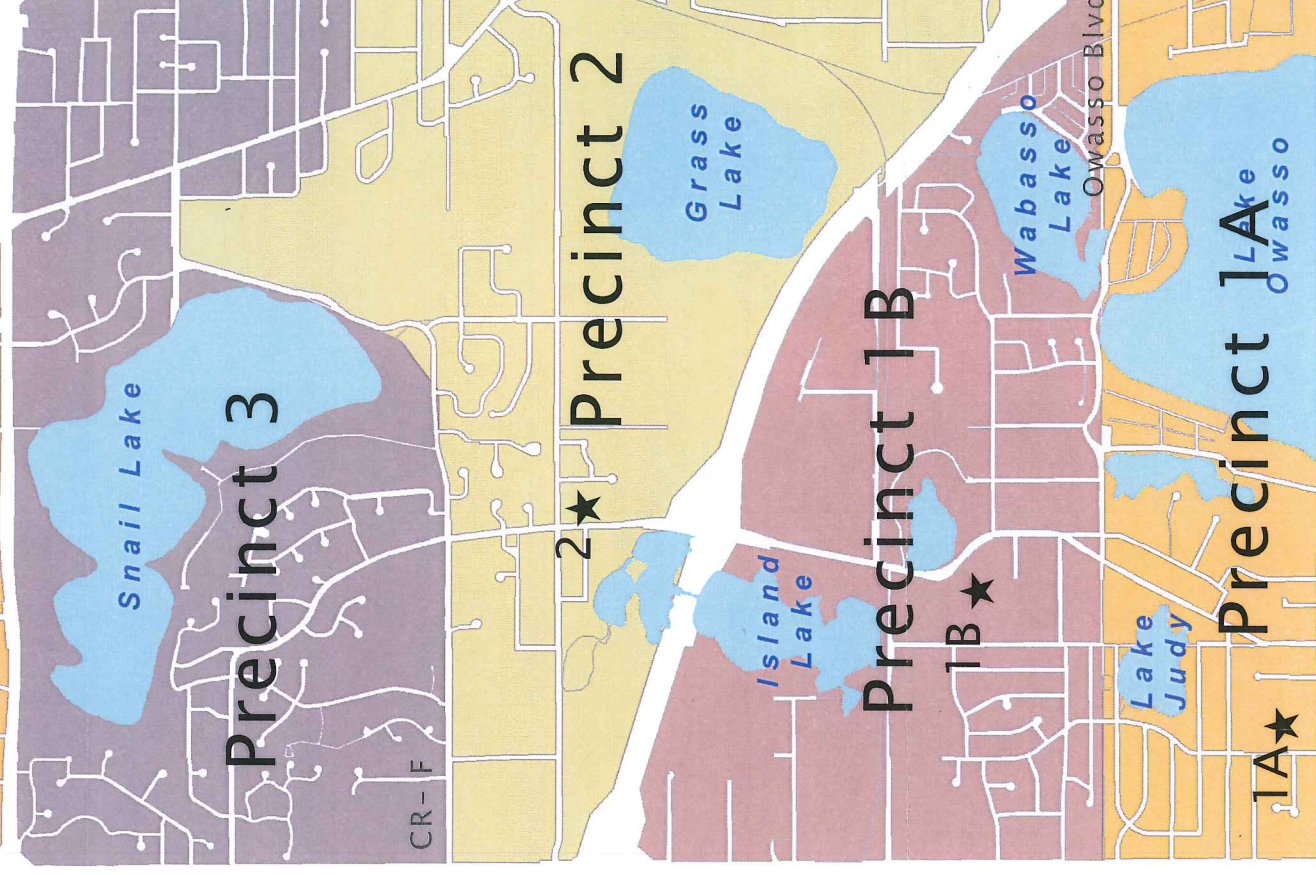 Snail Lake
Precinct 3
CR-F
Precinct 2
2
Grass
Lake
Island
Lake
Precinct 1B
1B
Wabasso
Lake
Owasso Blvd
Lake
Judy
Precinct 1A
1A
Lake
Owasso